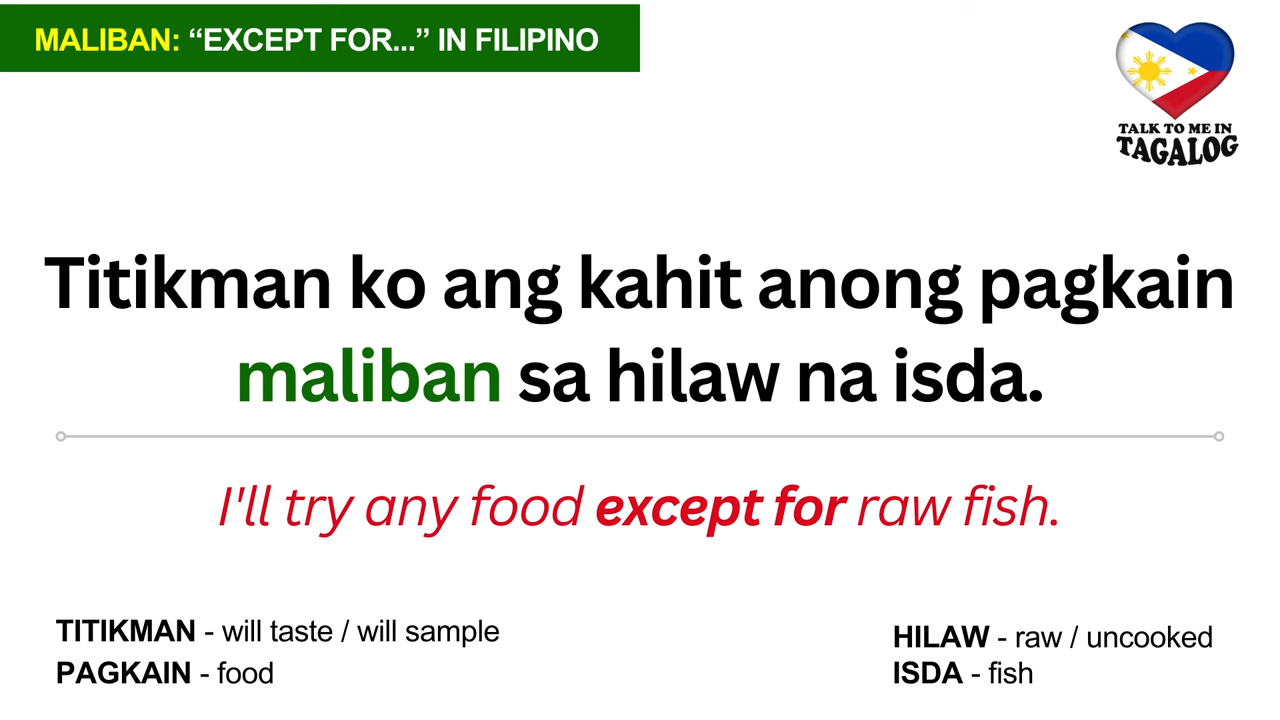 MALIBAN: “EXCEPT FOR...” IN FILIPINO
TALK TO ME IN
TAGALOG
Titikman ko ang kahit anong pagkain
maliban sa hilaw na isda.
I'll try any food except for raw fish.
TITIKMAN - will taste / will sample
PAGKAIN - food
HILAW - raw / uncooked
ISDA - fish